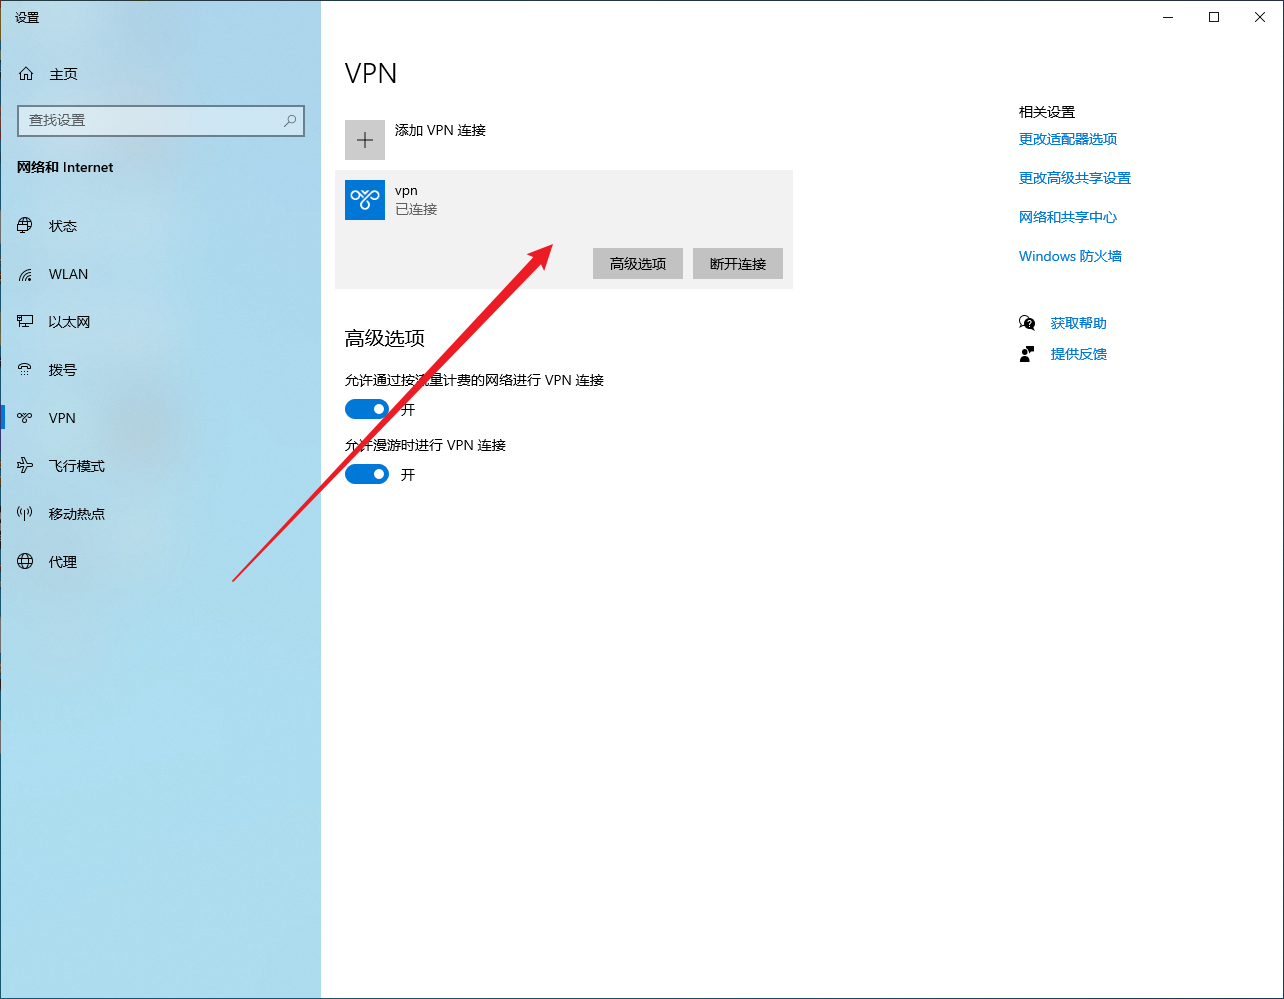 设置
主页
查找设置
网络和 Internet
状态
WLAN
以太网
拨号
VPN
飞行模式
移动热点
代理
VPN
添加 VPN 连接
vpn
已连接
高级选项
断开连接
高级选项
允许通过按流量计费的网络进行 VPN 连接
开
允许漫游时进行 VPN 连接
开
相关设置
更改适配器选项
更改高级共享设置
网络和共享中心
Windows 防火墙
获取帮助
提供反馈